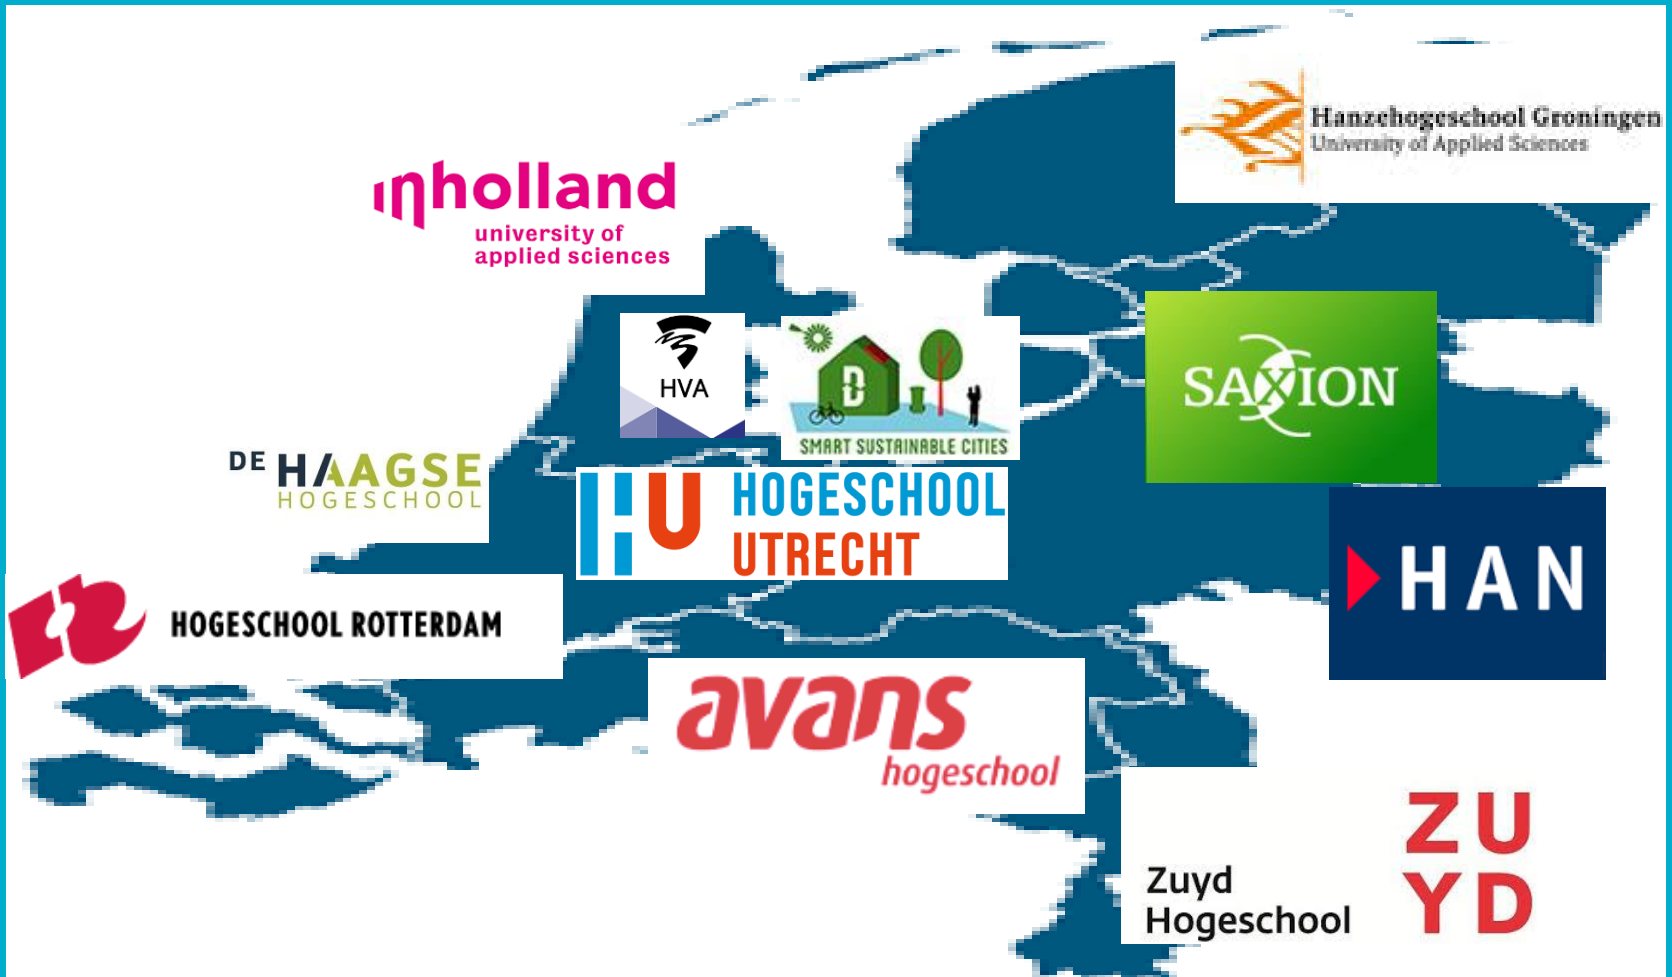 Hanzehogeschool Groningen
University of Applied Sciences
inholland
university of
applied sciences
HVA
D
SMART SUSTAINABLE CITIES
SAXION
DE HAAGSE
HOGESCHOOL
HU HOGESCHOOL
UTRECHT
HAN
HOGESCHOOL ROTTERDAM
avans
hogeschool
Zuyd
Hogeschool
ZU
YD